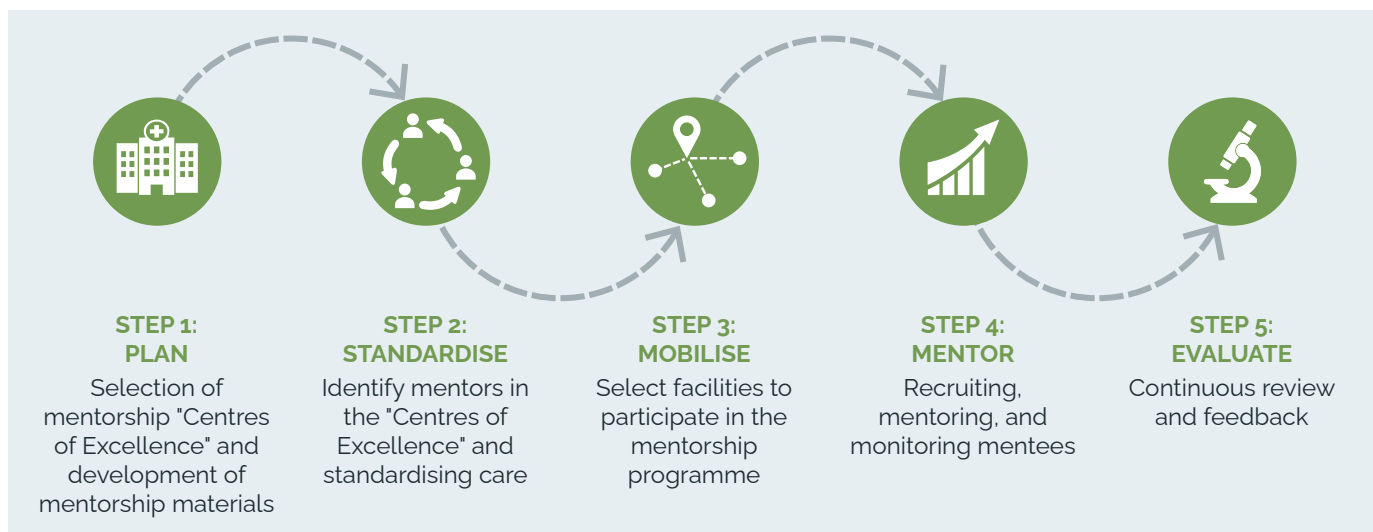 STEP 1:
PLAN
Selection of
mentorship "Centres
of Excellence" and
development of
mentorship materials
STEP 2:
STANDARDISE
Identify mentors in
the "Centres of
Excellence" and
standardising care
STEP 3:
MOBILISE
Select facilities to
participate in the
mentorship
programme
STEP 4:
MENTOR
Recruiting,
mentoring, and
monitoring mentees
STEP 5:
EVALUATE
Continuous review
and feedback